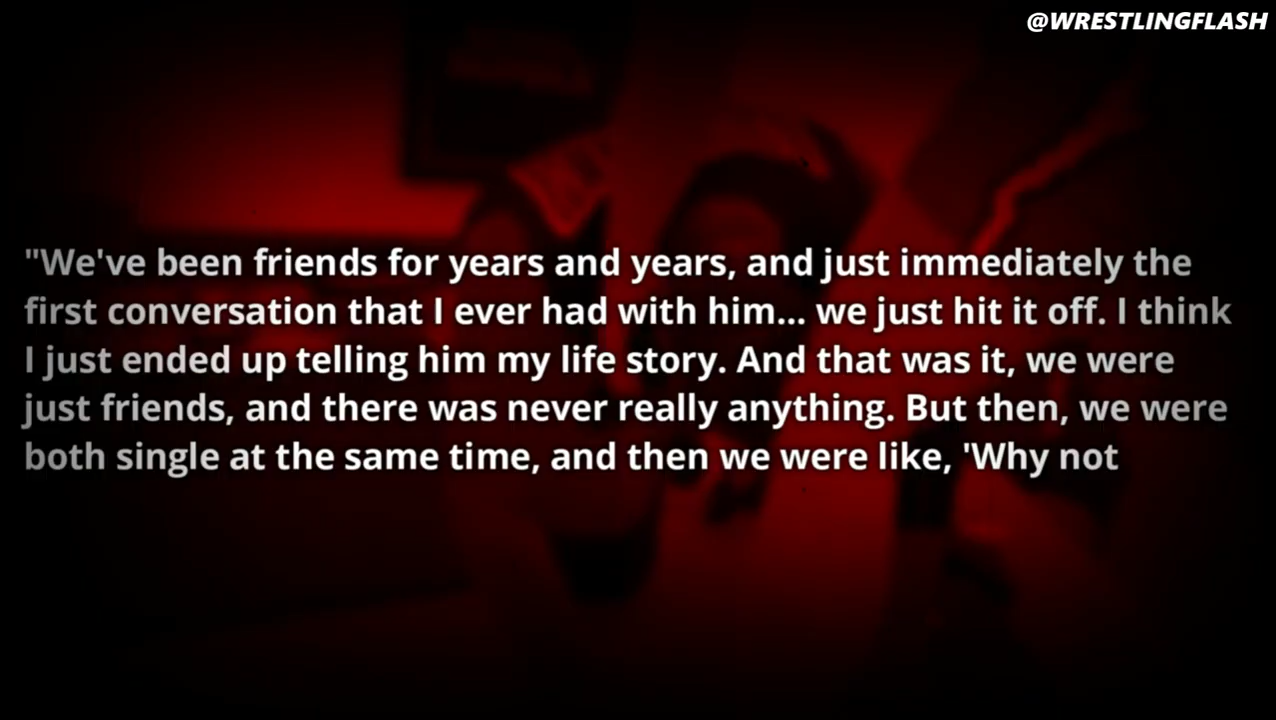 @WRESTLINGFLASH
"We've been friends for years and years, and just immediately the
first conversation that I ever had with him... we just hit it off. I think
I just ended up telling him my life story. And that was it, we were
just friends, and there was never really anything. But then, we were
both single at the same time, and then we were like, 'Why not